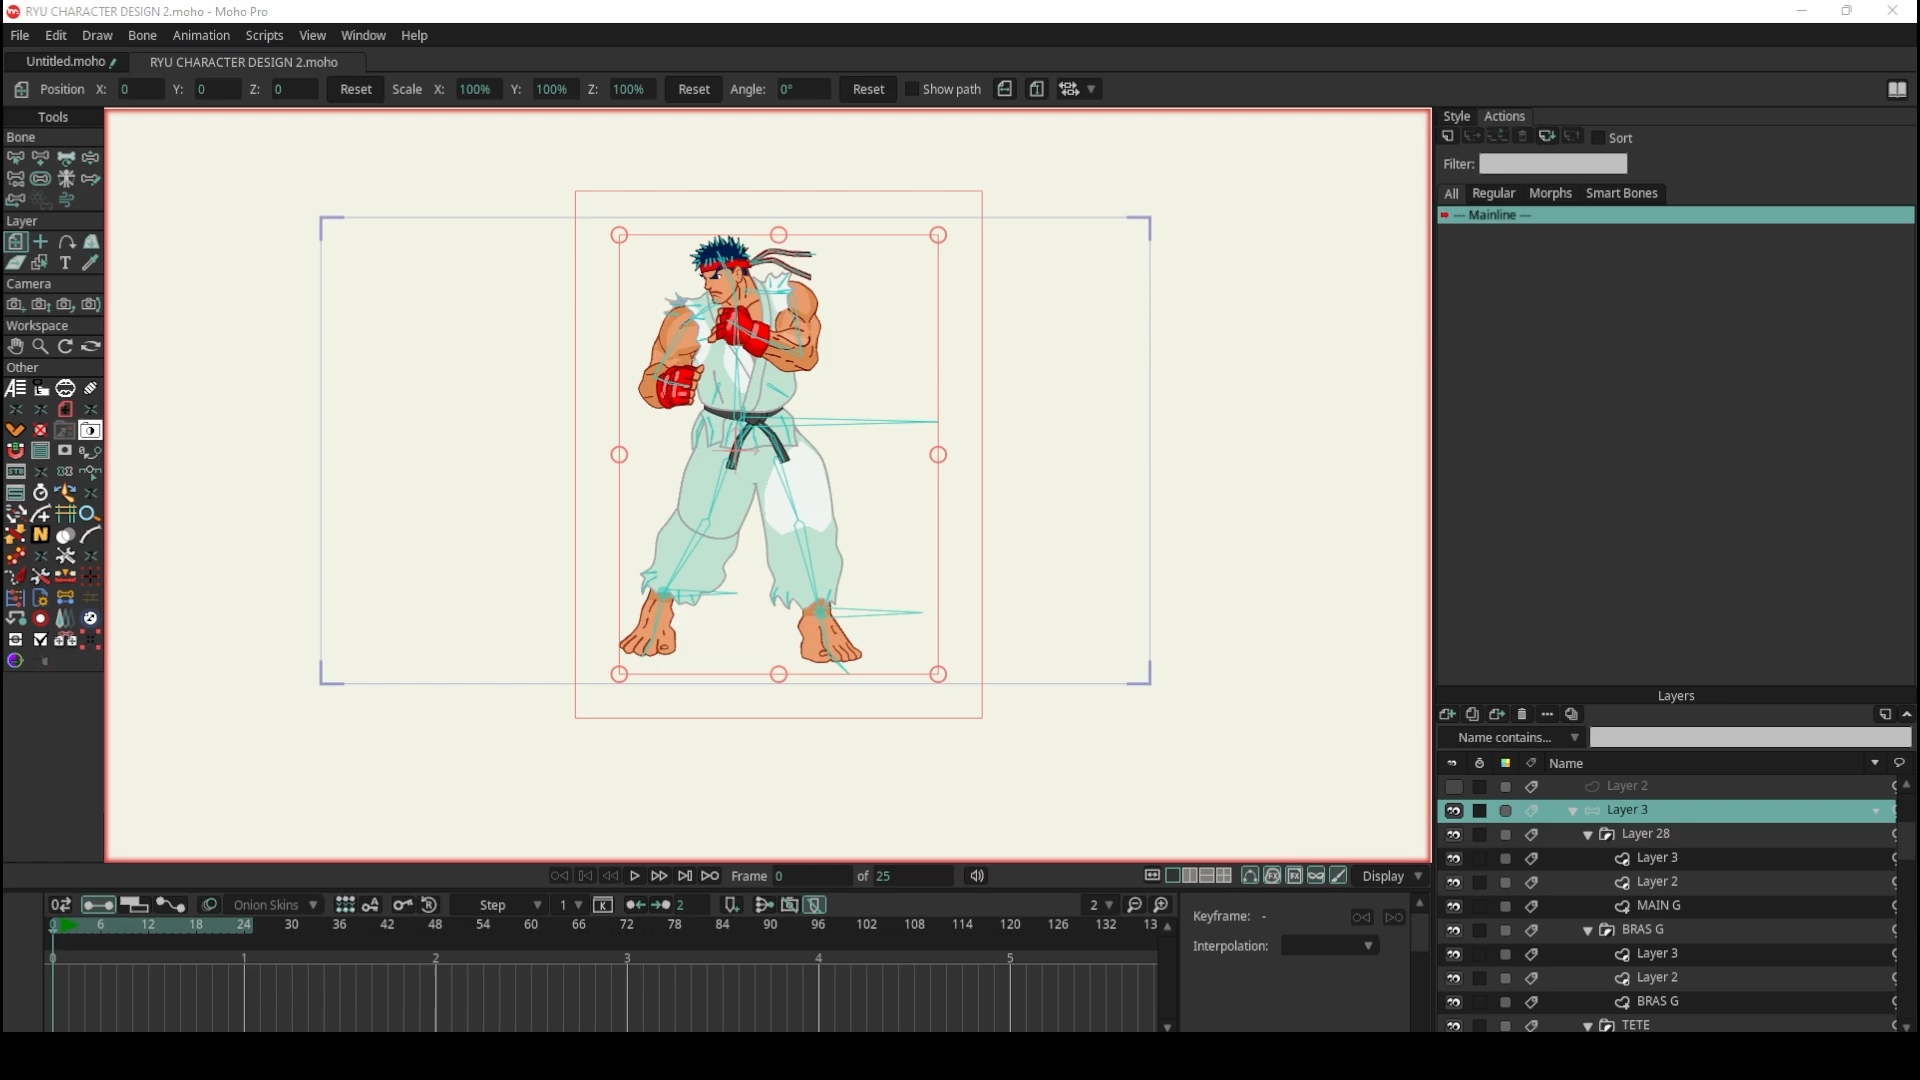 RYU CHARACTER DESIGN 2.moho - Moho Pro
File Edit Draw Bone Animation Scripts View Window Help
Untitled.moho RYU CHARACTER DESIGN 2.moho
Position X: 0 Y: 0 Z: 0 Reset Scale X: 100% Y: 100% Z: 100% Reset Angle: 0° Reset Show path
Tools
Bone
Layer
Camera
Workspace
Other
Style Actions
Sort
Filter:
All Regular Morphs Smart Bones
--- Mainline ---
Layers
Name contains...
Name
Layer 2
Layer 3
Layer 28
Layer 3
Layer 2
MAIN G
BRAS G
Layer 3
Layer 2
BRAS G
TETE
Frame 0 of 25 Display
Onion Skins Step 1 2 2
0 6 12 18 24 30 36 42 48 54 60 66 72 78 84 90 96 102 108 114 120 126 132 13
0 1 2 3 4 5
Keyframe: -
Interpolation: